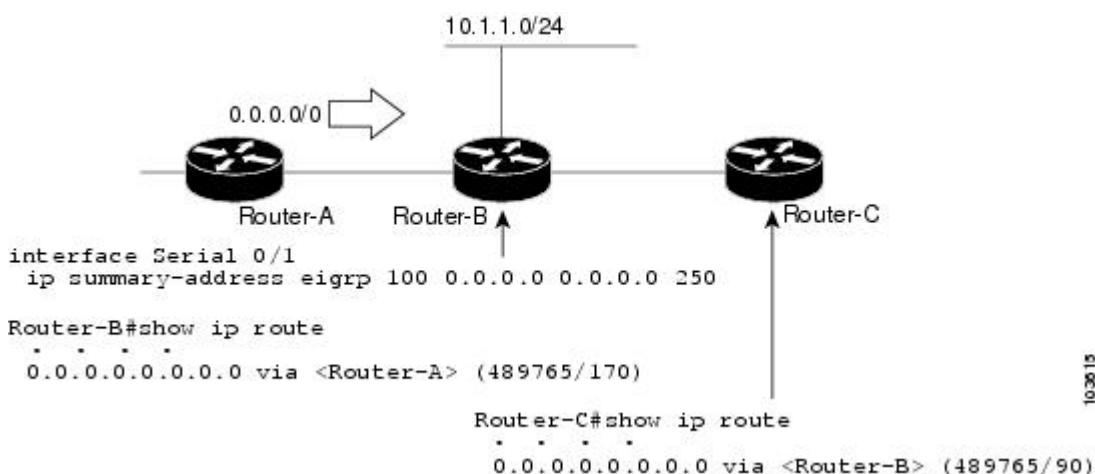 10.1.1.0/24
0.0.0.0/0
Router-A
Router-B
Router-C
interface Serial 0/1
ip summary-address eigrp 100 0.0.0.0 0.0.0.0 250
Router-B#show ip route
. . . .
0.0.0.0.0.0.0.0 via <Router-A> (489765/170)
Router-C#show ip route
. . . .
0.0.0.0.0.0.0.0 via <Router-B> (489765/90)
103615